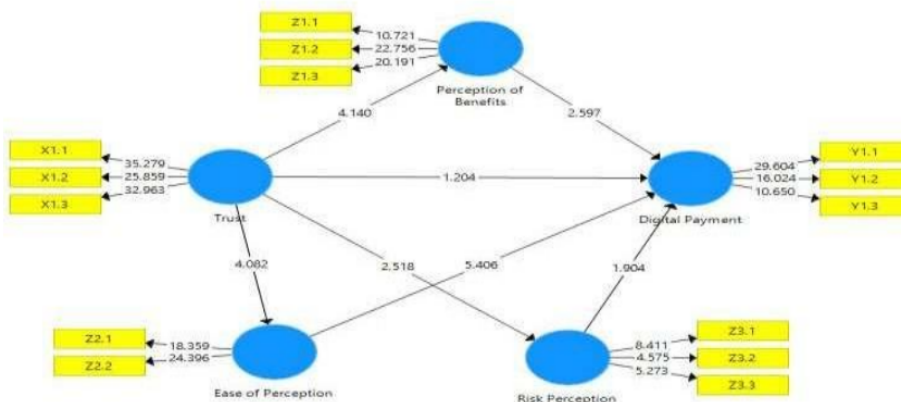 Z1.1
10.721
Z1.2
22.756
Z1.3
20.191
Perception of
Benefits
4.140
2.597
X1.1
35.279
X1.2
25.859
X1.3
32.963
Trust
1.204
29.604
Y1.1
16.024
Y1.2
10.650
Y1.3
Digital Payment
4.082
2.518
5.406
1.904
Z2.1
18.359
Z2.2
24.396
Ease of Perception
8.411
Z3.1
4.575
Z3.2
5.273
Z3.3
Risk Perception